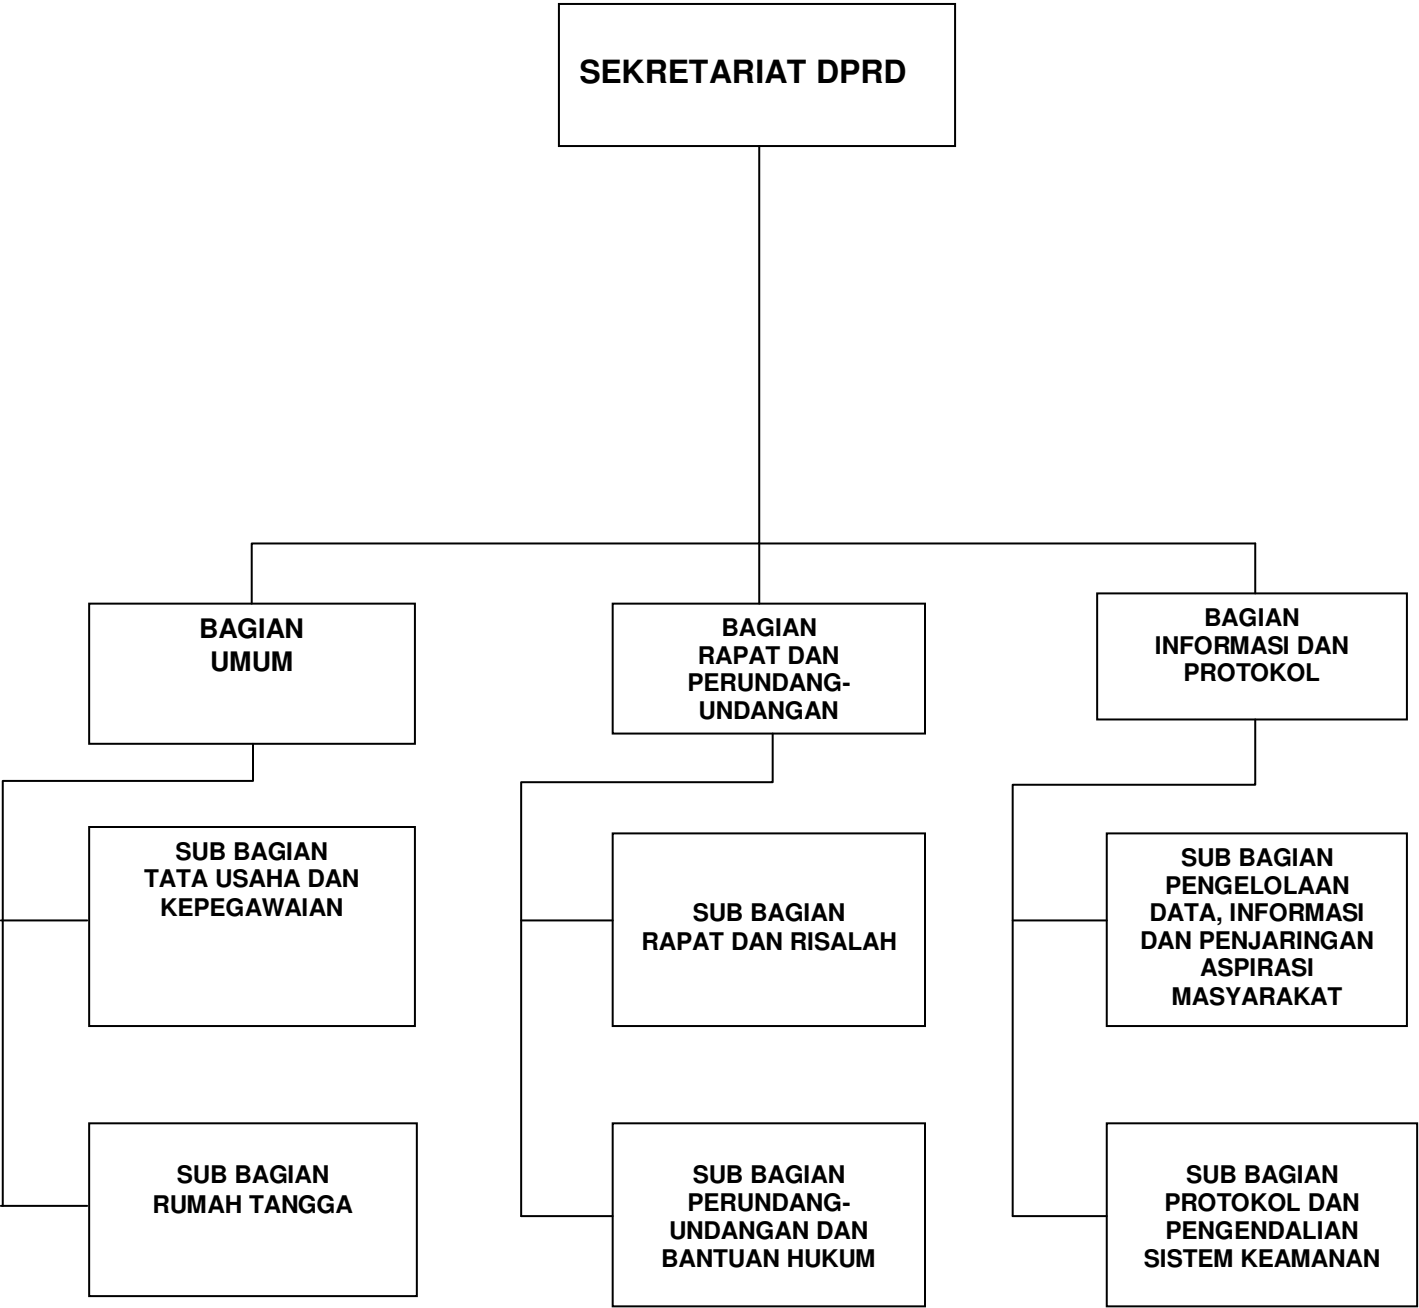 SEKRETARIAT DPRD
BAGIAN
UMUM
BAGIAN
RAPAT DAN
PERUNDANG-
UNDANGAN
BAGIAN
INFORMASI DAN
PROTOKOL
SUB BAGIAN
TATA USAHA DAN
KEPEGAWAIAN
SUB BAGIAN
RAPAT DAN RISALAH
SUB BAGIAN
PENGELOLAAN
DATA, INFORMASI
DAN PENJARINGAN
ASPIRASI
MASYARAKAT
SUB BAGIAN
RUMAH TANGGA
SUB BAGIAN
PERUNDANG-
UNDANGAN DAN
BANTUAN HUKUM
SUB BAGIAN
PROTOKOL DAN
PENGENDALIAN
SISTEM KEAMANAN